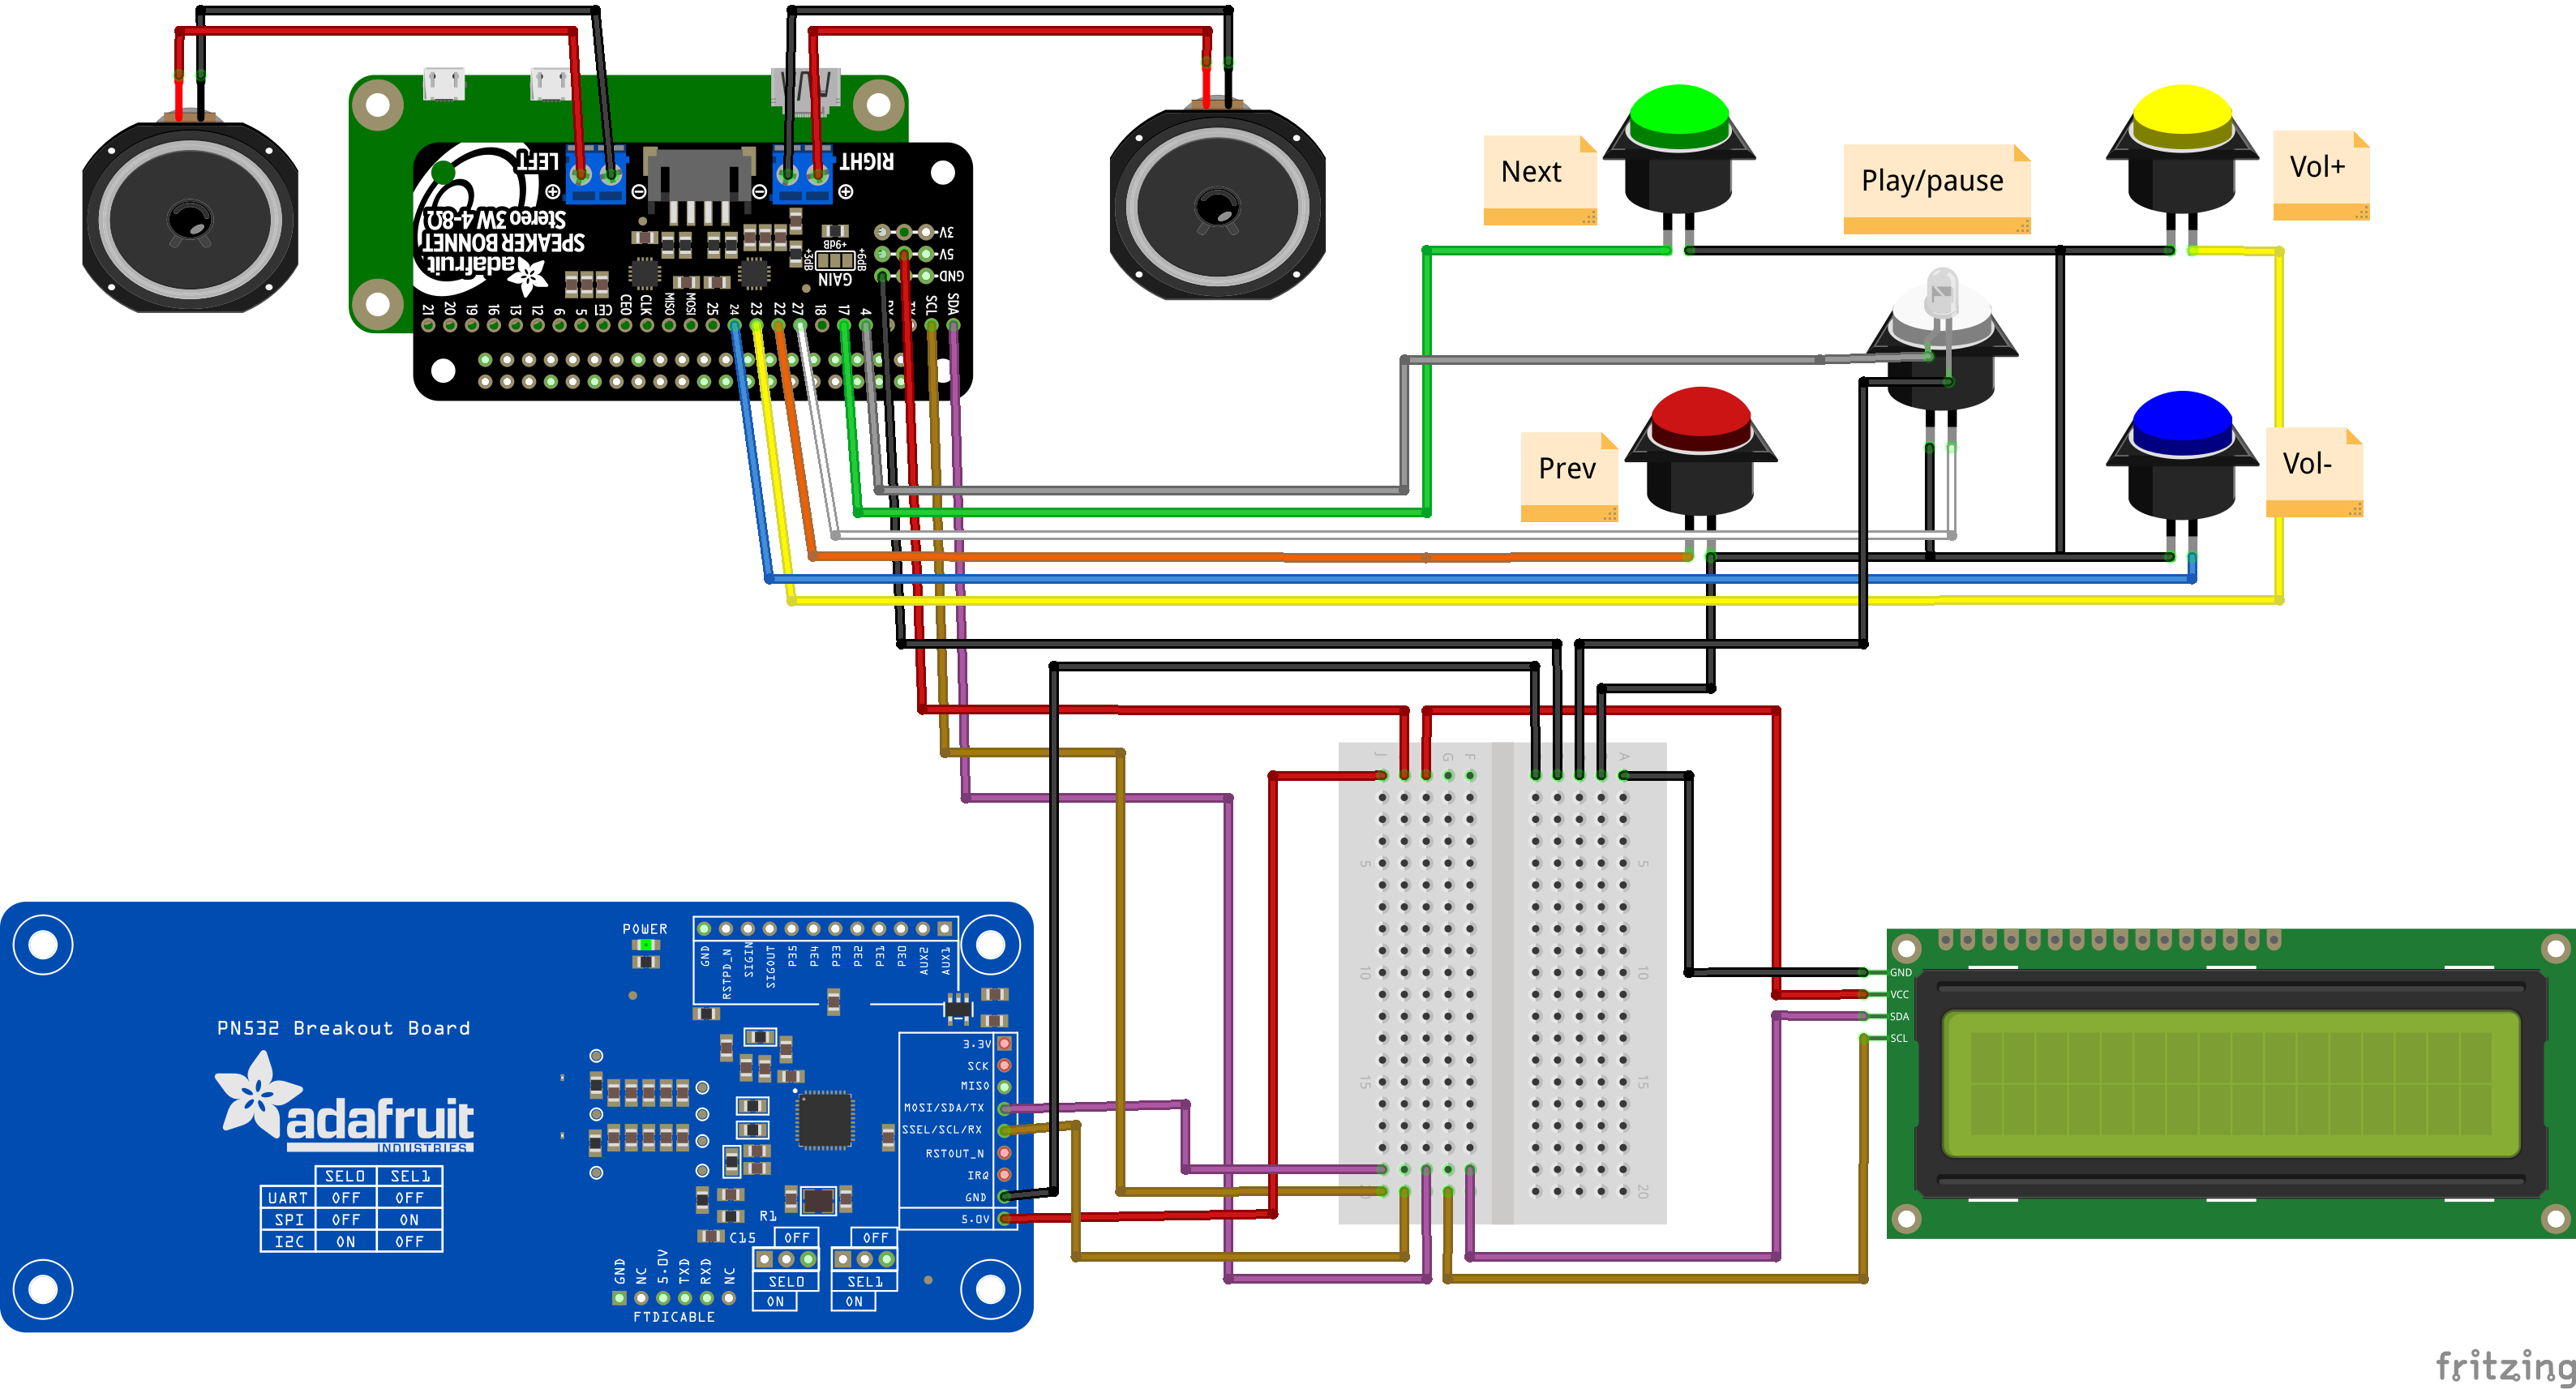 LEFT
RIGHT
Stereo 3W 4-8Ω
SPEAKER BONNET
adafruit
+9dB
+3dB
+6dB
GAIN
3V
5V
GND
21
20
19
16
13
12
6
5
CE1
CE0
CLK
MISO
MOSI
25
24
23
22
27
18
17
4
SCL
SDA
Next
Play/pause
Vol+
Prev
Vol-
J
G
F
A
5
5
10
10
15
15
20
POWER
GND
RSTPD_N
SIGIN
SIGOUT
P35
P34
P33
P32
P31
P30
AUX2
AUX1
PN532 Breakout Board
adafruit
INDUSTRIES
SEL0 SEL1
UART OFF OFF
SPI OFF ON
I2C ON OFF
3.3V
SCK
MISO
MOSI/SDA/TX
SSEL/SCL/RX
RSTOUT_N
IRQ
GND
5.0V
R1
C15
OFF
SEL0
ON
OFF
SEL1
ON
GND
NC
5.0V
TXD
RXD
NC
FTDICABLE
GND
VCC
SDA
SCL
fritzing